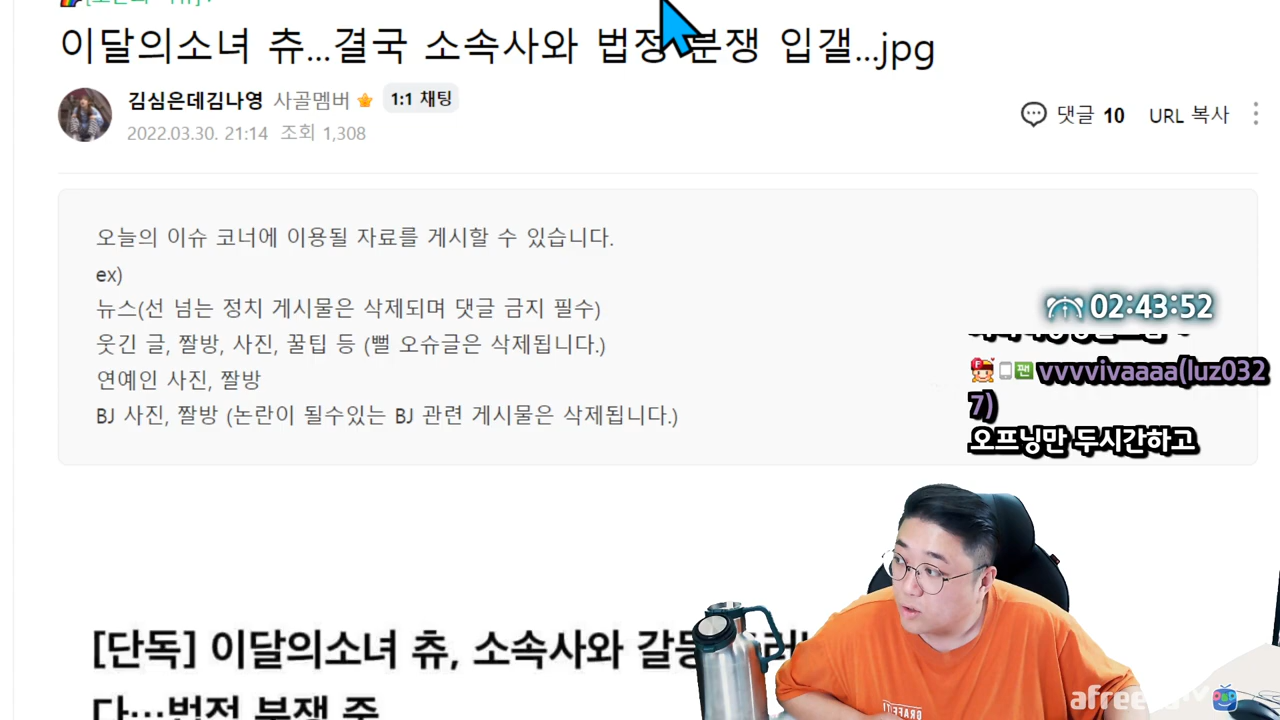 이달의소녀 츄...결국 소속사와 법정 분쟁 입갤...jpg
김심은데김나영 사골멤버 1:1 채팅
2022.03.30. 21:14 조회 1,308
댓글 10 URL 복사
오늘의 이슈 코너에 이용될 자료를 게시할 수 있습니다.
ex)
뉴스(선 넘는 정치 게시물은 삭제되며 댓글 금지 필수)
웃긴 글, 짤방, 사진, 꿀팁 등 (뻘 오슈글은 삭제됩니다.)
연예인 사진, 짤방
BJ 사진, 짤방 (논란이 될수있는 BJ 관련 게시물은 삭제됩니다.)
02:43:52
팬 vvvvivaaaa(luz032
7)
오프닝만 두시간하고
[단독] 이달의소녀 츄, 소속사와
다…법적 분쟁 중